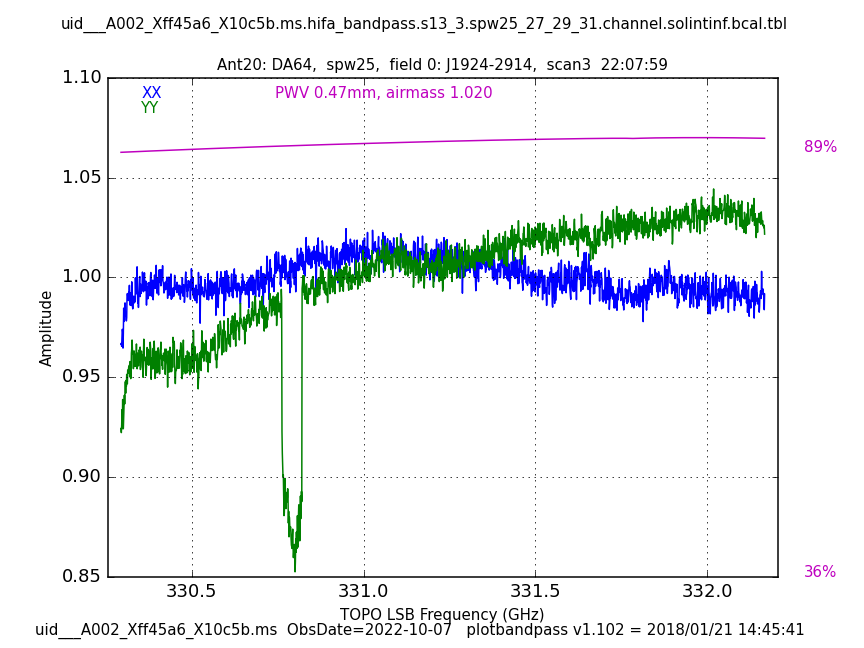 uid___A002_Xff45a6_X10c5b.ms.hifa_bandpass.s13_3.spw25_27_29_31.channel.solintinf.bcal.tbl
Ant20: DA64, spw25, field 0: J1924-2914, scan3 22:07:59
1.10
XX
PWV 0.47mm, airmass 1.020
YY
89%
1.05
1.00
Amplitude
0.95
0.90
36%
0.85
330.5 331.0 331.5 332.0
TOPO LSB Frequency (GHz)
uid___A002_Xff45a6_X10c5b.ms ObsDate=2022-10-07 plotbandpass v1.102 = 2018/01/21 14:45:41